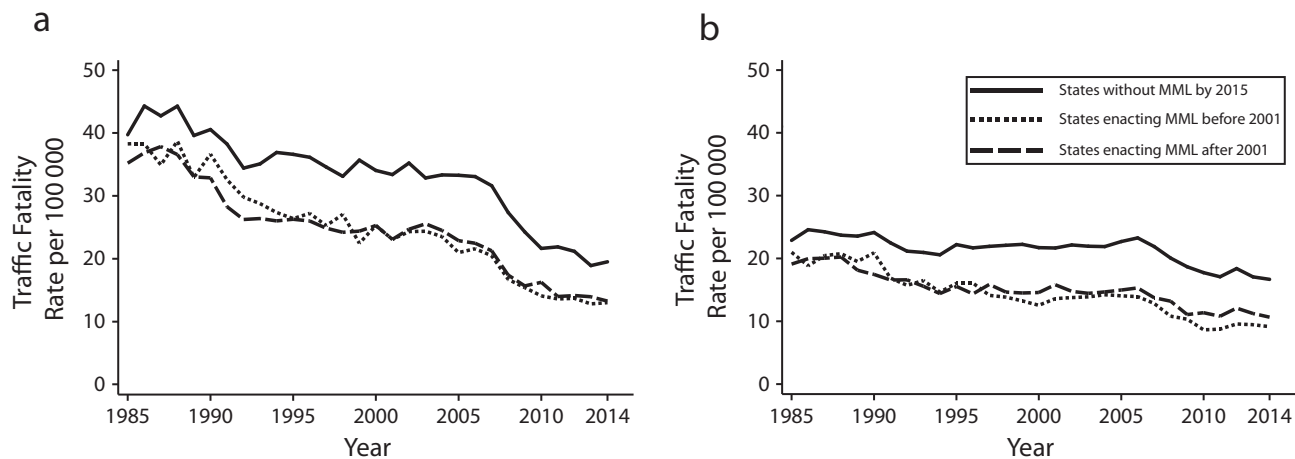 a
50
40
30
20
10
0
Traffic Fatality
Rate per 100 000
1985
1990
1995
2000
2005
2010
2014
Year
b
50
40
30
20
10
0
Traffic Fatality
Rate per 100 000
1985
1990
1995
2000
2005
2010
2014
Year
States without MML by 2015
States enacting MML before 2001
States enacting MML after 2001